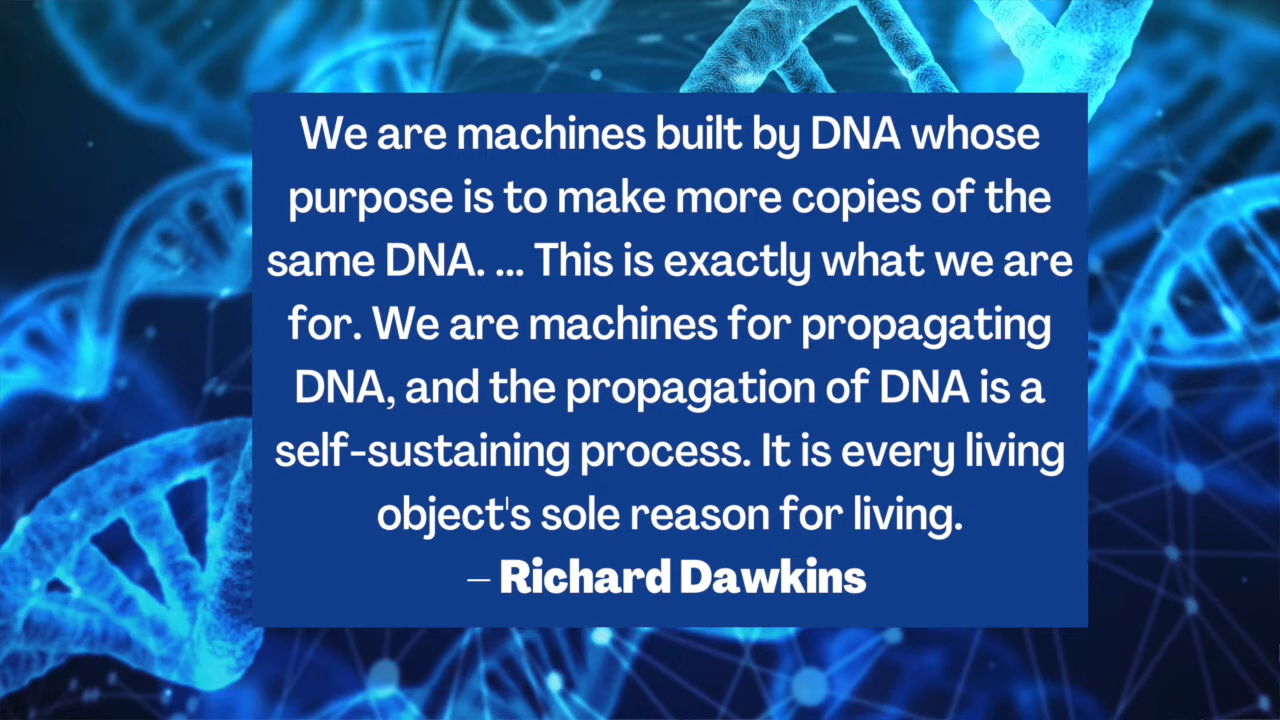 We are machines built by DNA whose
purpose is to make more copies of the
same DNA. ... This is exactly what we are
for. We are machines for propagating
DNA, and the propagation of DNA is a
self-sustaining process. It is every living
object's sole reason for living.
– Richard Dawkins